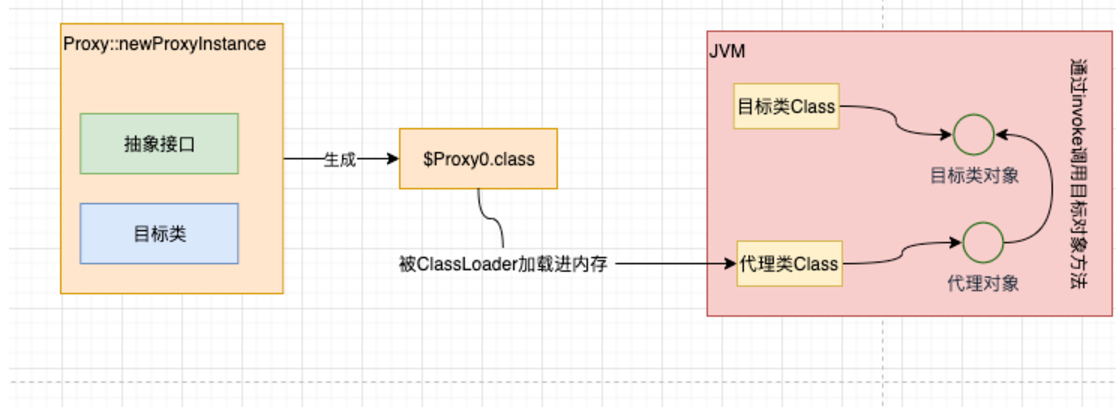 Proxy::newProxyInstance
抽象接口
目标类
生成
$Proxy0.class
被ClassLoader加载进内存
JVM
目标类Class
目标类对象
代理类Class
代理对象
通过invoke调用目标对象方法